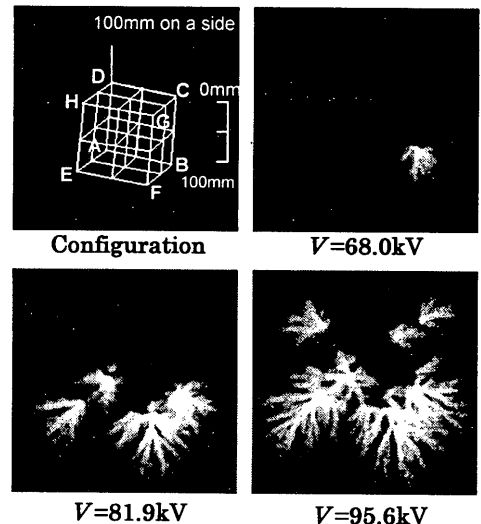 100mm on a side
D
C
0mm
H
G
A
B
E
100mm
F
Configuration
V=68.0kV
V=81.9kV
V=95.6kV